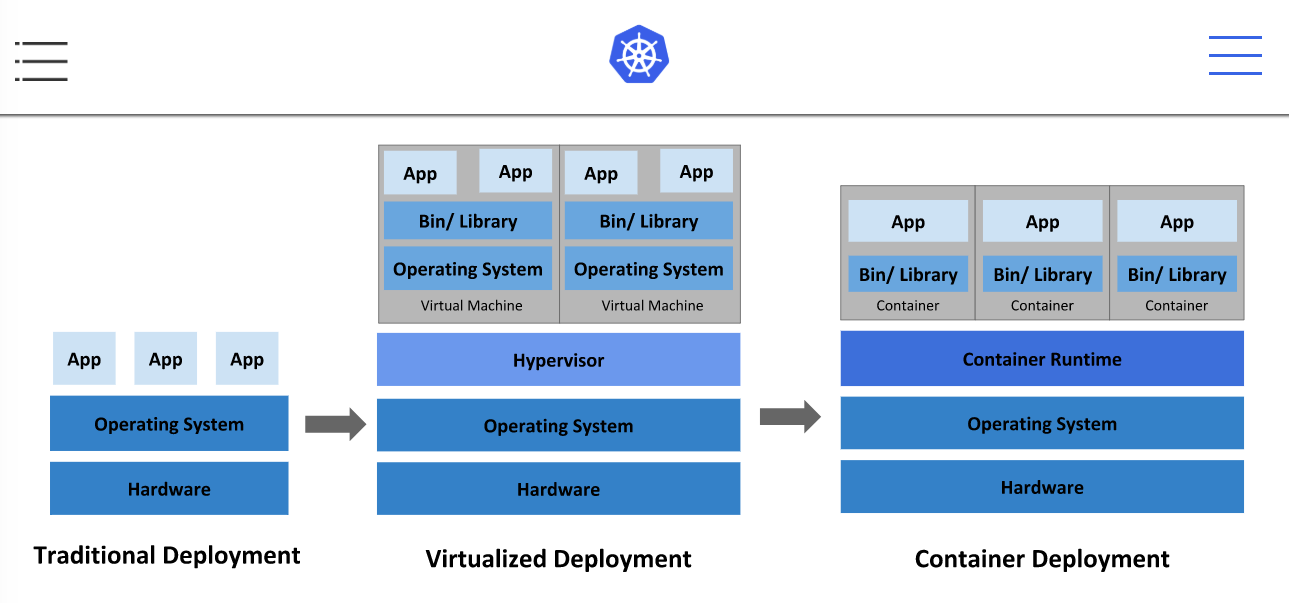 App
App
App
Operating System
Hardware
Traditional Deployment
App
App
Bin/ Library
Operating System
Virtual Machine
App
App
Bin/ Library
Operating System
Virtual Machine
Hypervisor
Operating System
Hardware
Virtualized Deployment
App
Bin/ Library
Container
App
Bin/ Library
Container
App
Bin/ Library
Container
Container Runtime
Operating System
Hardware
Container Deployment